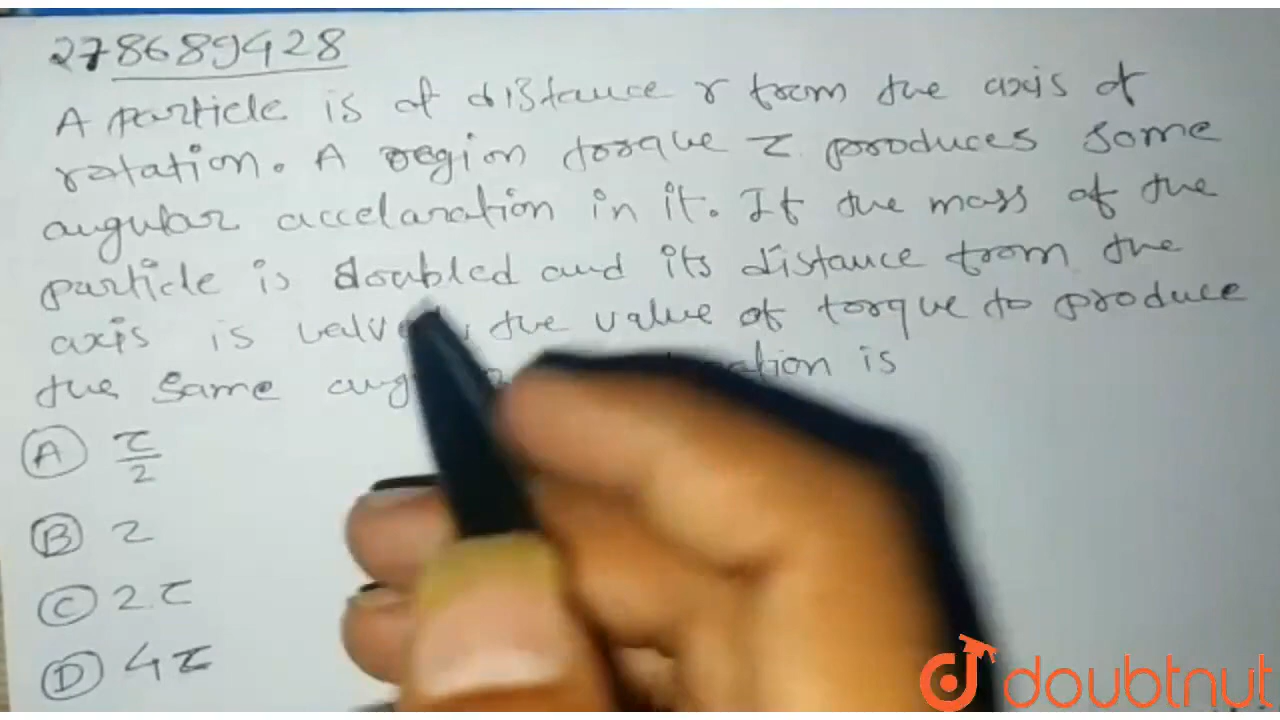 278689428
A particle is at distance r from the axis of
rotation. A region torque τ produces some
angular accelaration in it. If the mass of the
particle is doubled and its distance from the
axis is the value of torque to produce
the same is
(A) τ/2
(B) τ
(C) 2τ
(D) 4τ
doubtnut